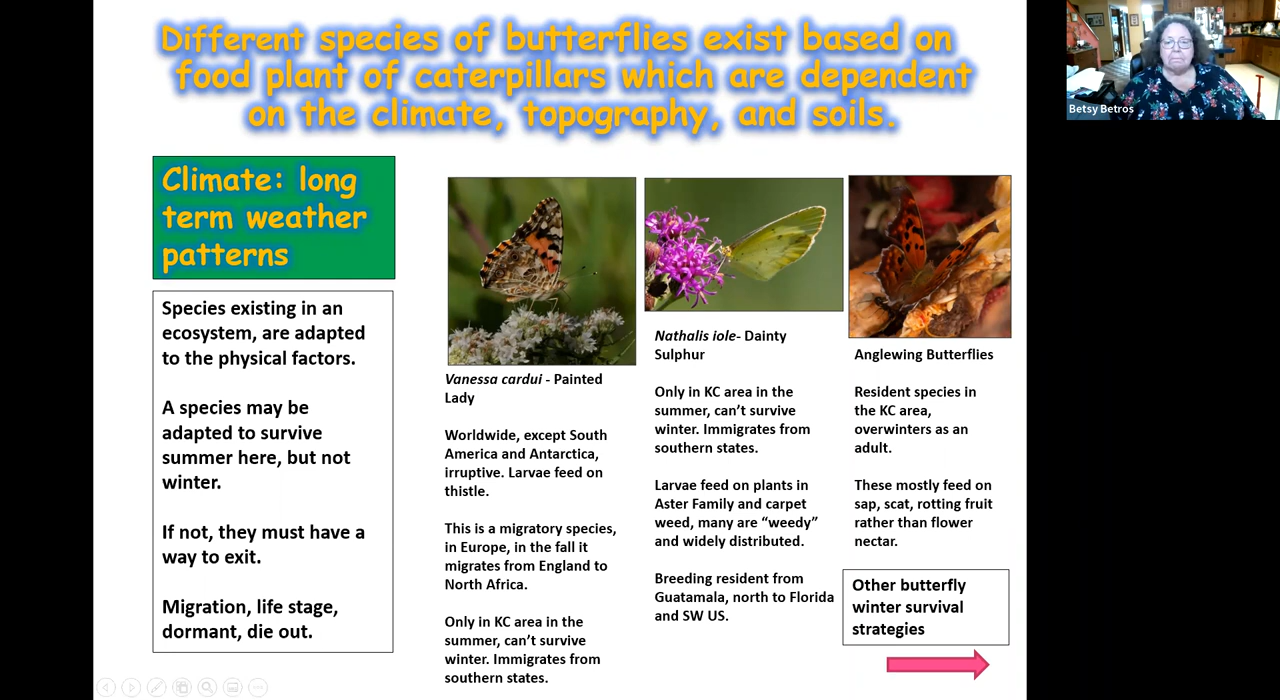 Different species of butterflies exist based on
food plant of caterpillars which are dependent
on the climate, topography, and soils.
Climate: long
term weather
patterns
Species existing in an
ecosystem, are adapted
to the physical factors.
A species may be
adapted to survive
summer here, but not
winter.
If not, they must have a
way to exit.
Migration, life stage,
dormant, die out.
Vanessa cardui - Painted
Lady
Worldwide, except South
America and Antarctica,
irruptive. Larvae feed on
thistle.
This is a migratory species,
in Europe, in the fall it
migrates from England to
North Africa.
Only in KC area in the
summer, can’t survive
winter. Immigrates from
southern states.
Nathalis iole- Dainty
Sulphur
Only in KC area in the
summer, can’t survive
winter. Immigrates from
southern states.
Larvae feed on plants in
Aster Family and carpet
weed, many are “weedy”
and widely distributed.
Breeding resident from
Guatamala, north to Florida
and SW US.
Anglewing Butterflies
Resident species in
the KC area,
overwinters as an
adult.
These mostly feed on
sap, scat, rotting fruit
rather than flower
nectar.
Other butterfly
winter survival
strategies
Betsy Betros